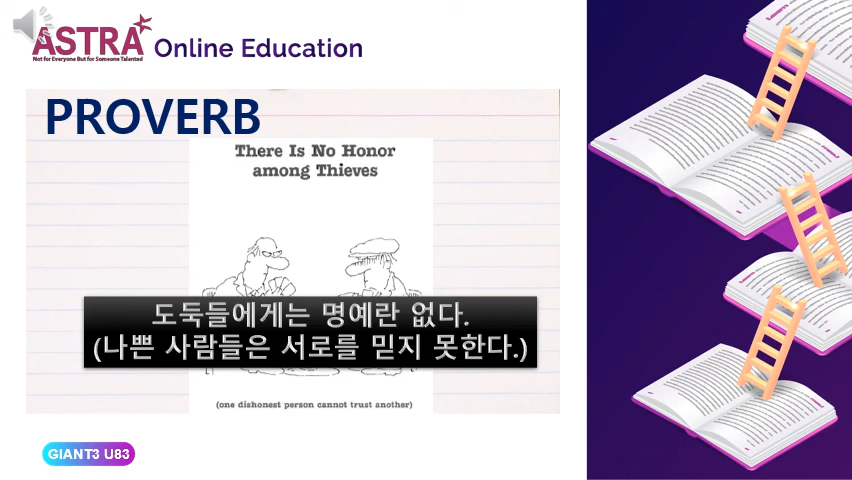 ASTRA
Not for Everyone But for Someone Talented
Online Education
PROVERB
There Is No Honor
among Thieves
도둑들에게는 명예란 없다.
(나쁜 사람들은 서로를 믿지 못한다.)
(one dishonest person cannot trust another)
GIANT3 U83